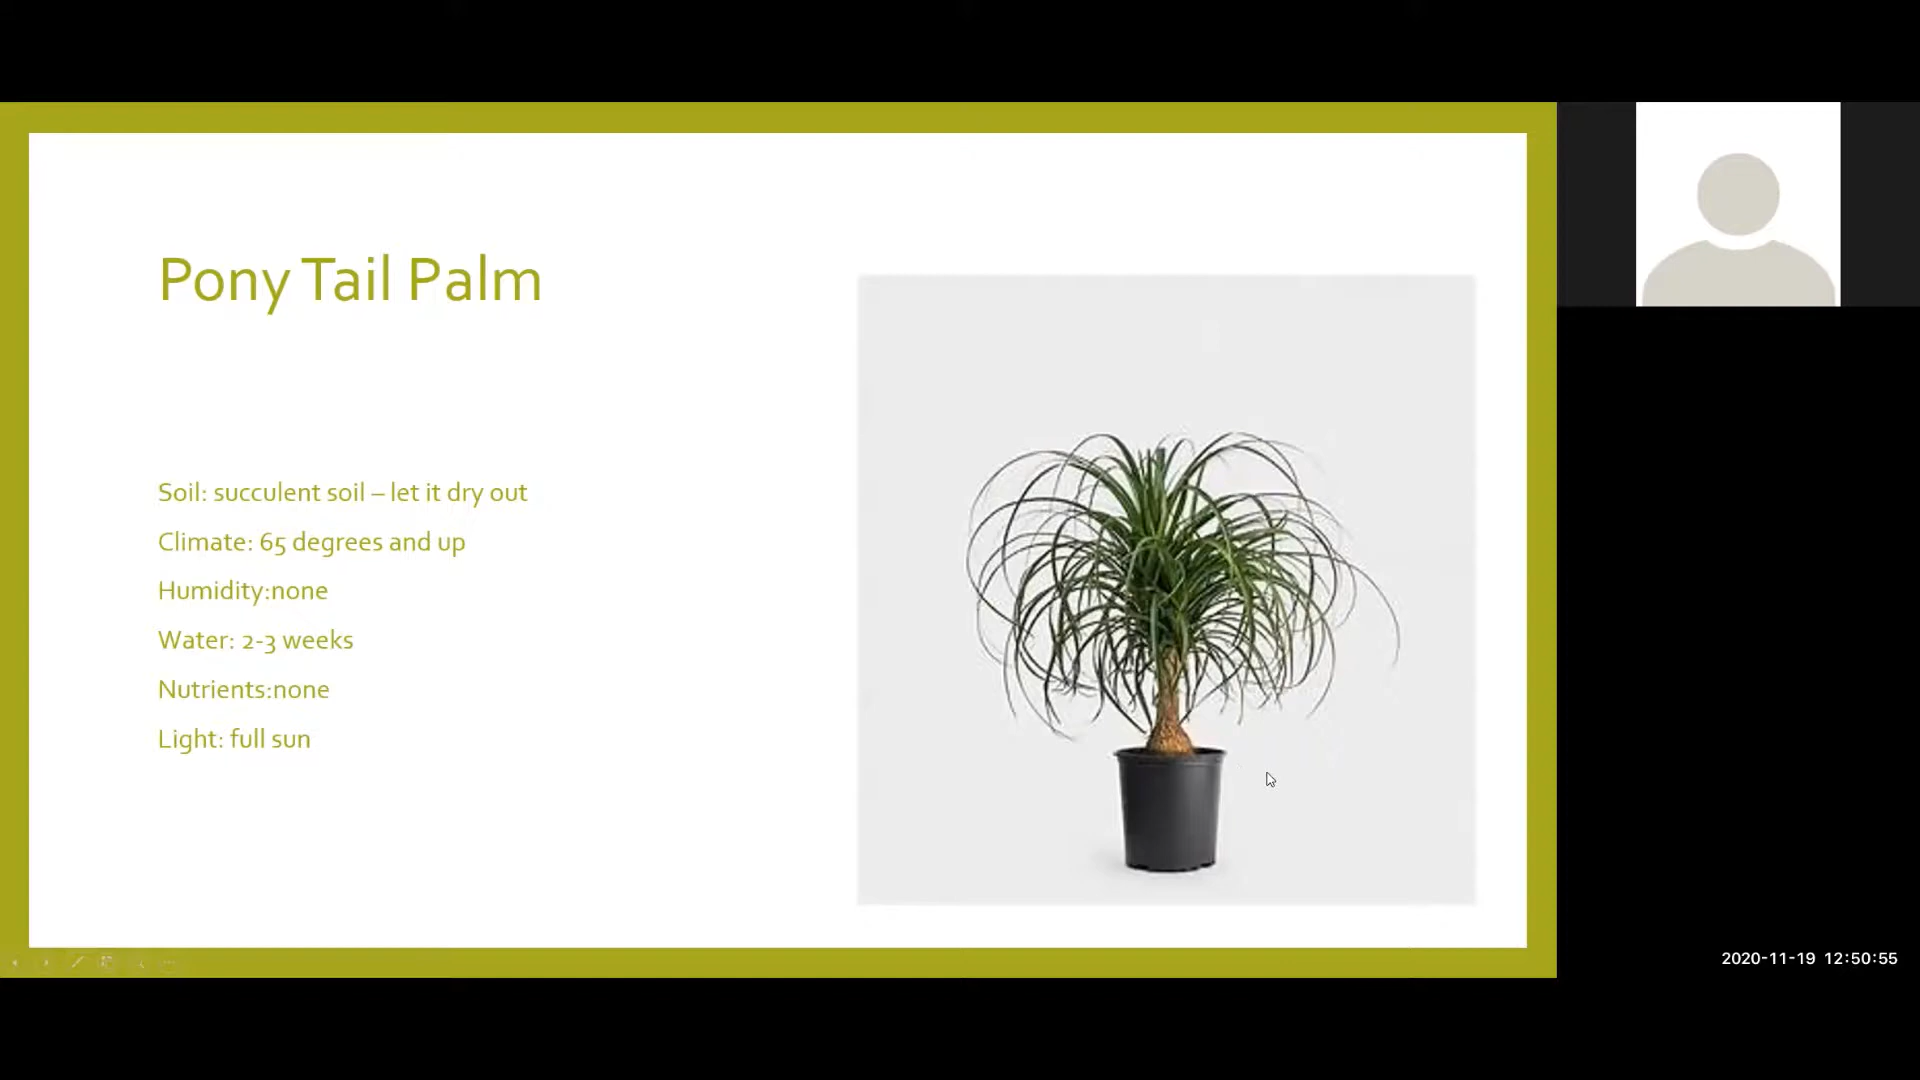 Pony Tail Palm
Soil: succulent soil – let it dry out
Climate: 65 degrees and up
Humidity:none
Water: 2-3 weeks
Nutrients:none
Light: full sun
2020-11-19 12:50:55